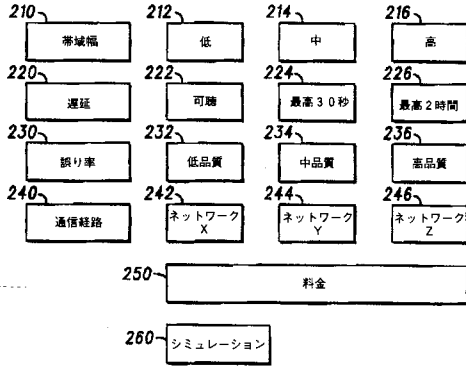 210 212 214 216
帯域幅 低 中 高
220 222 224 226
遅延 可聴 最高30秒 最高2時間
230 232 234 236
誤り率 低品質 中品質 高品質
240 242 244 246
通信経路 ネットワーク ネットワーク ネットワーク
X Y Z
250 料金
260 シミュレーション